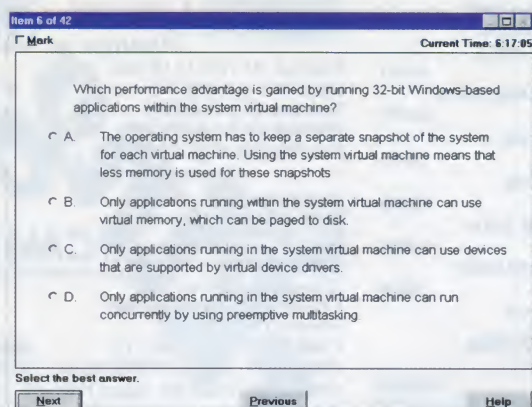 Item 6 of 42
Mark
Current Time: 6:17:05
Which performance advantage is gained by running 32-bit Windows-based
applications within the system virtual machine?
A. The operating system has to keep a separate snapshot of the system
for each virtual machine. Using the system virtual machine means that
less memory is used for these snapshots
B. Only applications running within the system virtual machine can use
virtual memory, which can be paged to disk.
C. Only applications running in the system virtual machine can use devices
that are supported by virtual device drivers.
D. Only applications running in the system virtual machine can run
concurrently by using preemptive multitasking
Select the best answer.
Next Previous Help